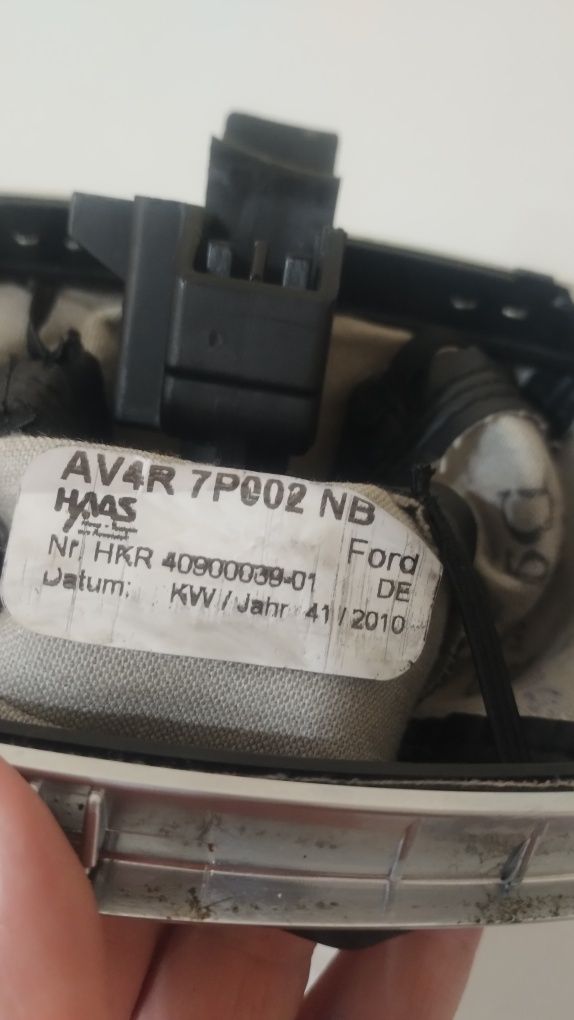 AV4R 7P002 NB
HAAS
Ford
Nr HKR 40900039-01
DE
Datum: KW / Jahr 41 / 2010